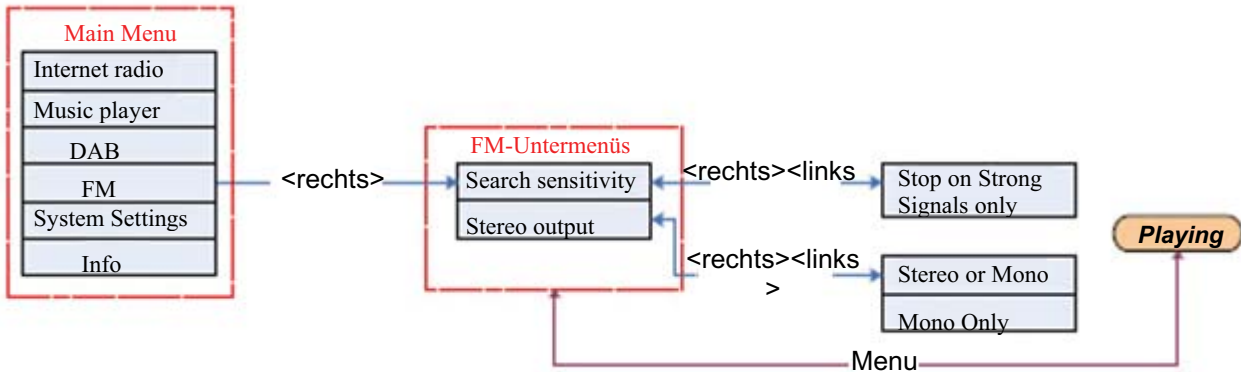 Main Menu
Internet radio
Music player
DAB
FM
System Settings
Info
<rechts>
FM-Untermenüs
Search sensitivity
Stereo output
<rechts><links
Stop on Strong
Signals only
<rechts><links
>
Stereo or Mono
Mono Only
Playing
Menu